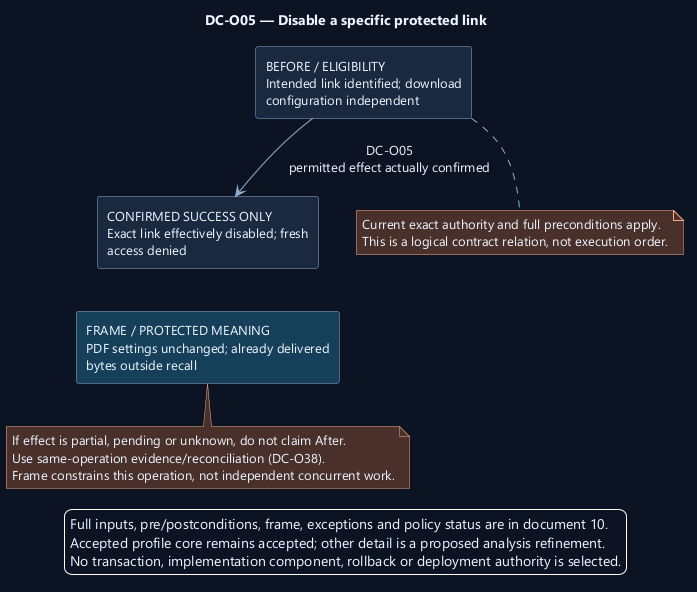 DC-O05 — Disable a specific protected link
BEFORE / ELIGIBILITY
Intended link identified; download
configuration independent
DC-O05
permitted effect actually confirmed
CONFIRMED SUCCESS ONLY
Exact link effectively disabled; fresh
access denied
Current exact authority and full preconditions apply.
This is a logical contract relation, not execution order.
FRAME / PROTECTED MEANING
PDF settings unchanged; already delivered
bytes outside recall
If effect is partial, pending or unknown, do not claim After.
Use same-operation evidence/reconciliation (DC-O38).
Frame constrains this operation, not independent concurrent work.
Full inputs, pre/postconditions, frame, exceptions and policy status are in document 10.
Accepted profile core remains accepted; other detail is a proposed analysis refinement.
No transaction, implementation component, rollback or deployment authority is selected.